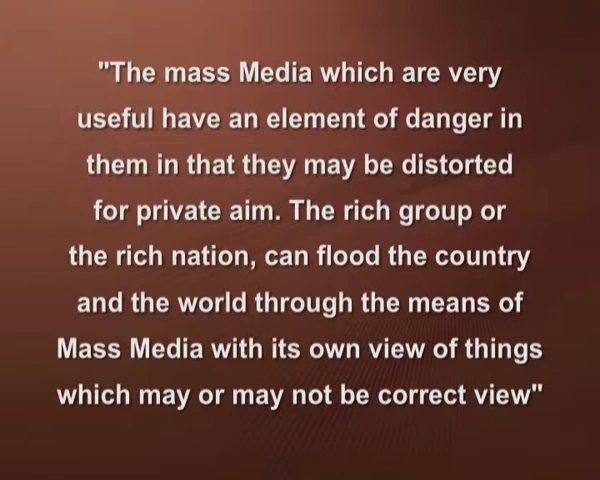 "The mass Media which are very
useful have an element of danger in
them in that they may be distorted
for private aim. The rich group or
the rich nation, can flood the country
and the world through the means of
Mass Media with its own view of things
which may or may not be correct view"